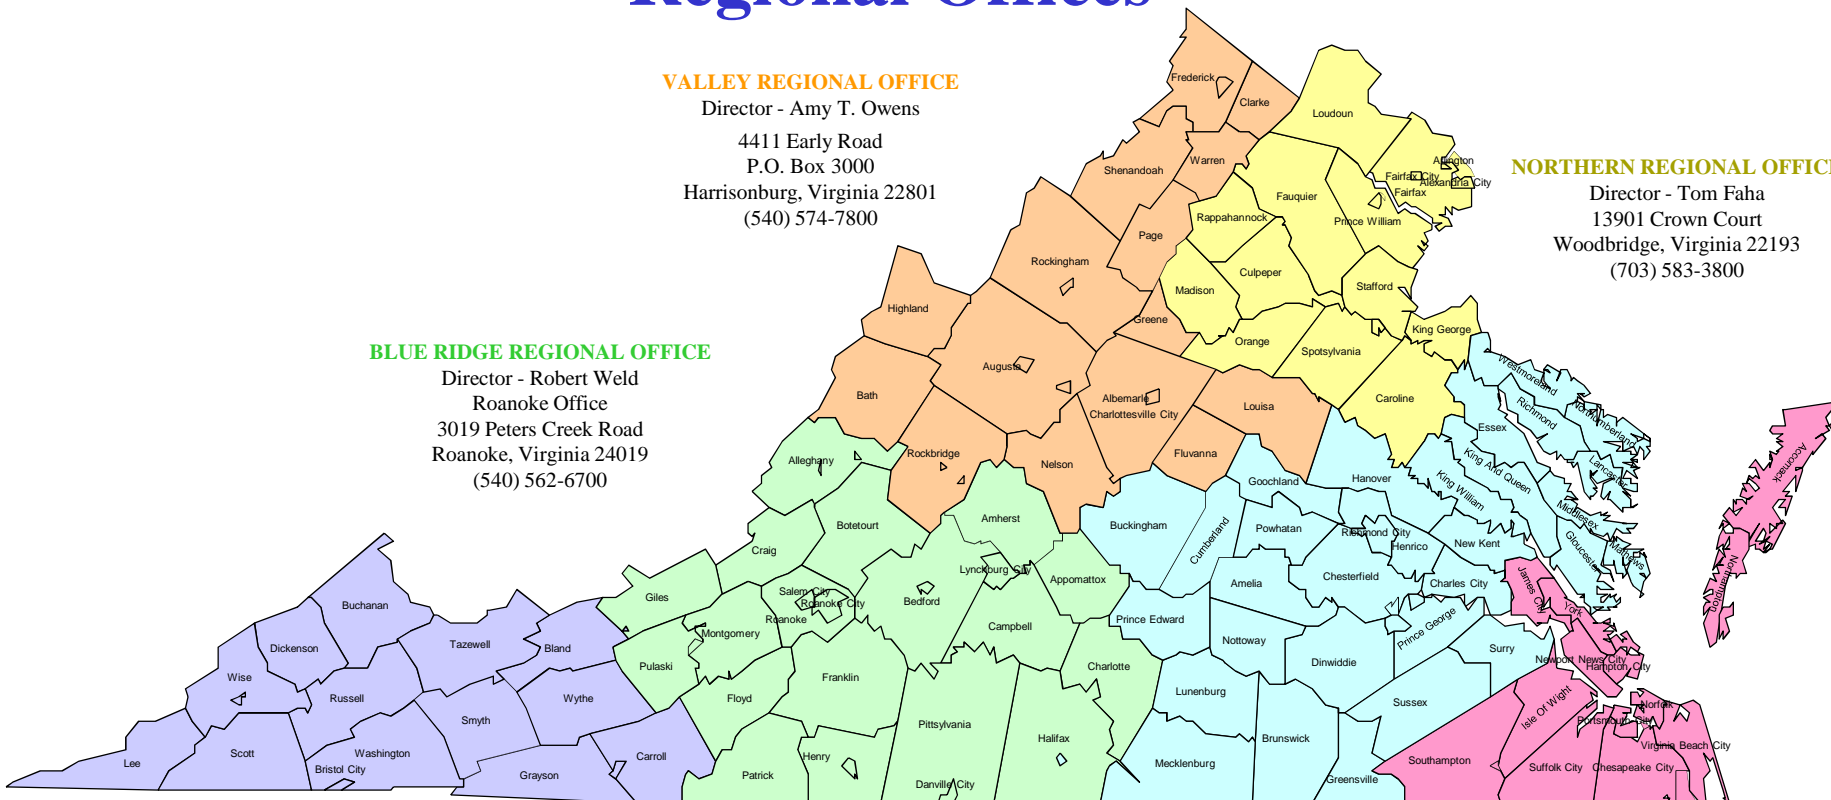 Regional Offices
VALLEY REGIONAL OFFICE
Director - Amy T. Owens
4411 Early Road
P.O. Box 3000
Harrisonburg, Virginia 22801
(540) 574-7800
NORTHERN REGIONAL OFFICE
Director - Tom Faha
13901 Crown Court
Woodbridge, Virginia 22193
(703) 583-3800
BLUE RIDGE REGIONAL OFFICE
Director - Robert Weld
Roanoke Office
3019 Peters Creek Road
Roanoke, Virginia 24019
(540) 562-6700
Frederick
Clarke
Loudoun
Warren
Shenandoah
Arlington
Fairfax City
Alexandria City
Fairfax
Fauquier
Rappahannock
Prince William
Page
Rockingham
Culpeper
Madison
Stafford
Highland
Greene
King George
Orange
Spotsylvania
Augusta
Westmoreland
Bath
Albemarle
Charlottesville City
Louisa
Caroline
Richmond
Northumberland
Essex
Accomack
Rockbridge
Nelson
Fluvanna
Alleghany
King And Queen
Lancaster
Goochland
Hanover
King William
Botetourt
Amherst
Buckingham
Cumberland
Powhatan
Richmond City
Henrico
New Kent
Middlesex
Gloucester
Mathews
Craig
Lynchburg City
Appomattox
Amelia
Chesterfield
Charles City
James City
Northampton
Giles
Salem City
Roanoke City
Roanoke
Bedford
Buchanan
York
Montgomery
Campbell
Prince Edward
Nottoway
Prince George
Dickenson
Tazewell
Bland
Pulaski
Surry
Dinwiddie
Newport News City
Hampton City
Wise
Charlotte
Franklin
Russell
Wythe
Floyd
Lunenburg
Sussex
Isle Of Wight
Norfolk
Smyth
Pittsylvania
Portsmouth City
Scott
Washington
Halifax
Brunswick
Virginia Beach City
Lee
Bristol City
Carroll
Henry
Mecklenburg
Southampton
Suffolk City
Chesapeake City
Grayson
Patrick
Danville City
Greensville